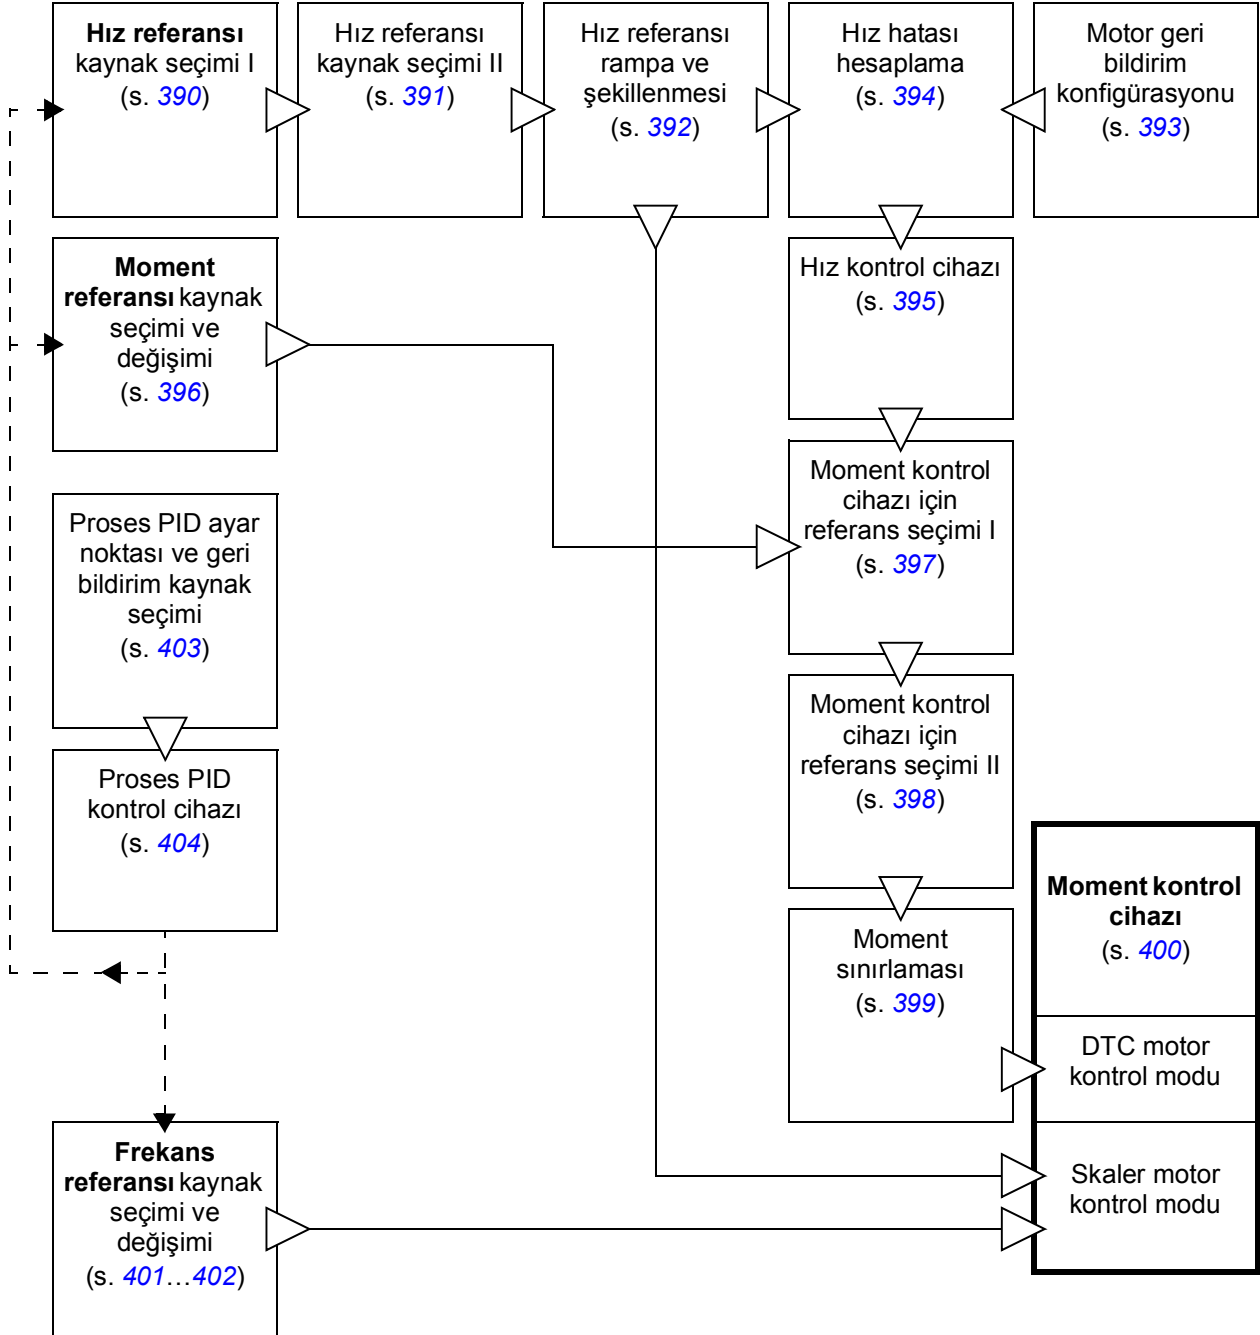 Hız referansı
kaynak seçimi I
(s. 390)
Hız referansı
kaynak seçimi II
(s. 391)
Hız referansı
rampa ve
şekillenmesi
(s. 392)
Hız hatası
hesaplama
(s. 394)
Motor geri
bildirim
konfigürasyonu
(s. 393)
Moment
referansı kaynak
seçimi ve
değişimi
(s. 396)
Hız kontrol cihazı
(s. 395)
Moment kontrol
cihazı için
referans seçimi I
(s. 397)
Proses PID ayar
noktası ve geri
bildirim kaynak
seçimi
(s. 403)
Moment kontrol
cihazı için
referans seçimi II
(s. 398)
Proses PID
kontrol cihazı
(s. 404)
Moment
sınırlaması
(s. 399)
Moment kontrol
cihazı
(s. 400)
DTC motor
kontrol modu
Skaler motor
kontrol modu
Frekans
referansı kaynak
seçimi ve
değişimi
(s. 401…402)